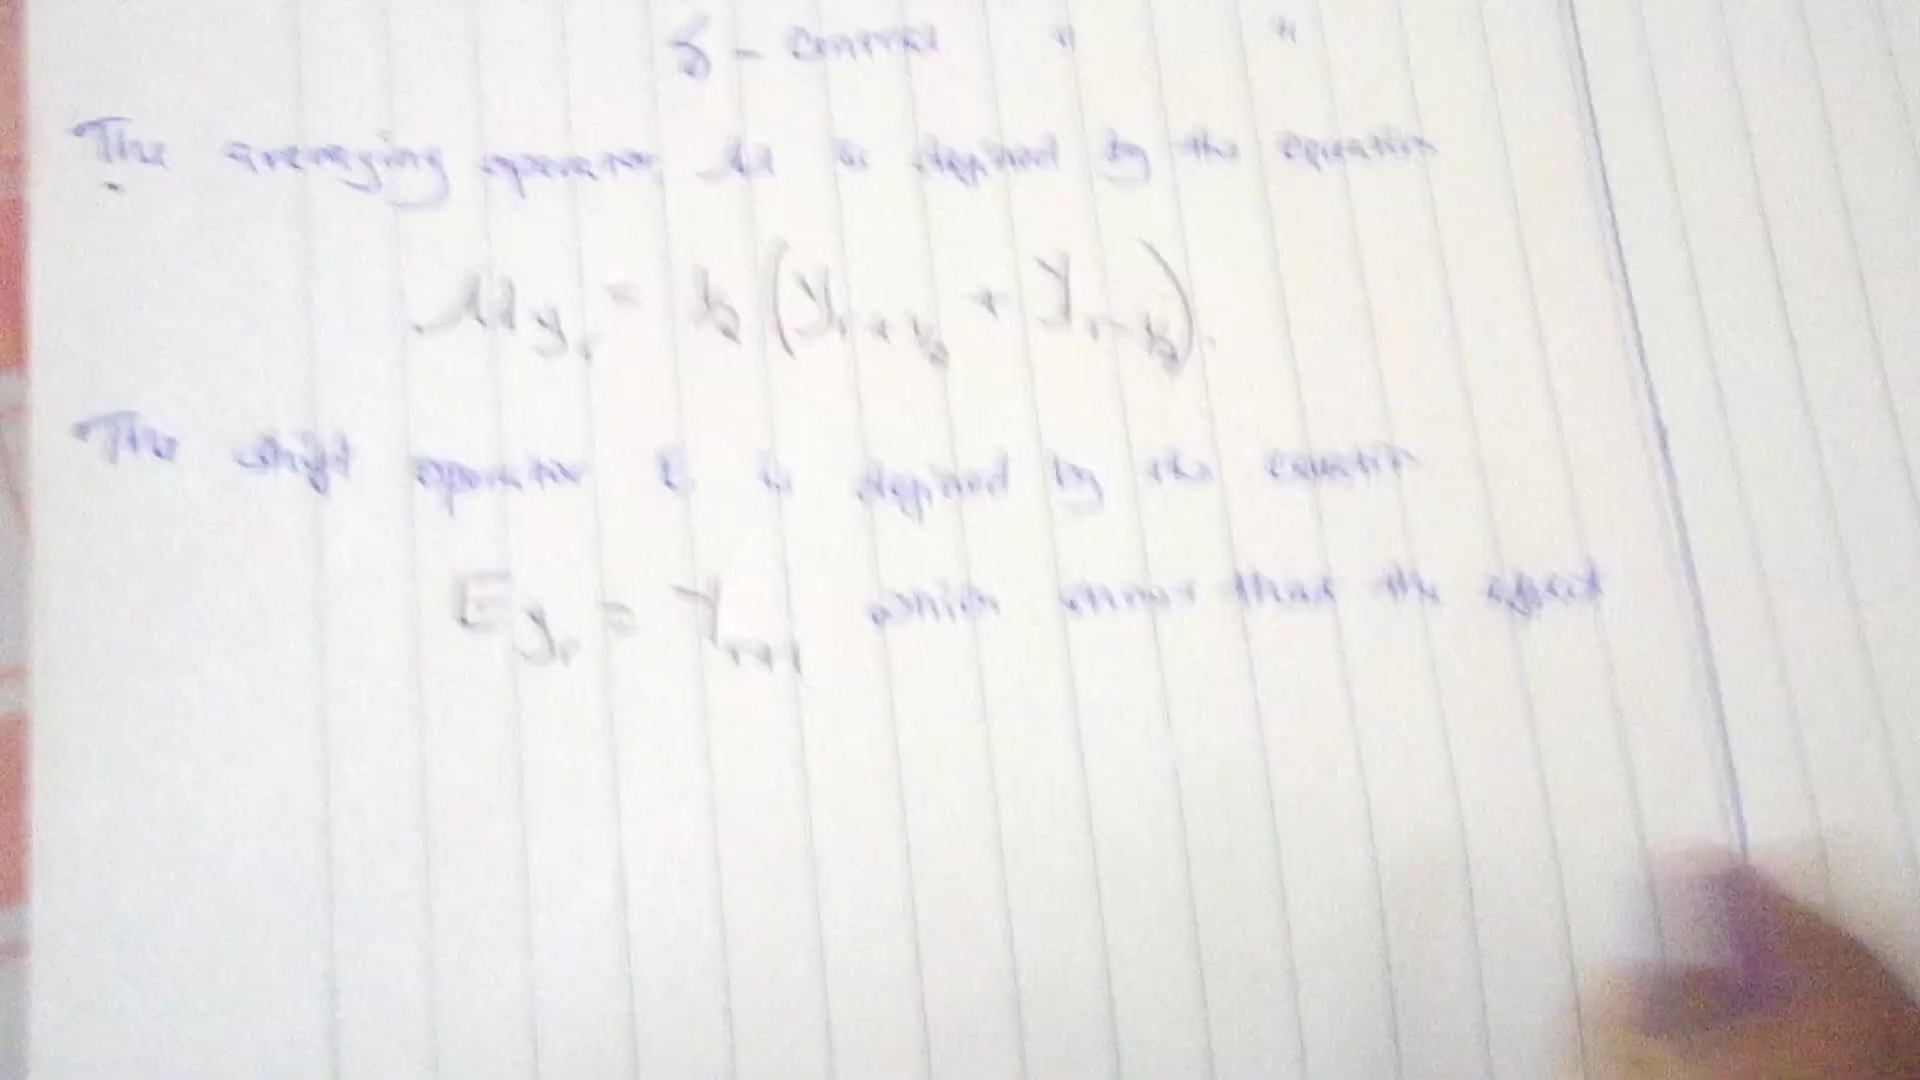 δ - central " "
The averaging operator μ is defined by the equation
μy_r = 1/2 (y_{r+1/2} + y_{r-1/2}).
The shift operator E is defined by the equation
Ey_r = y_{r+1} which shows that the effect